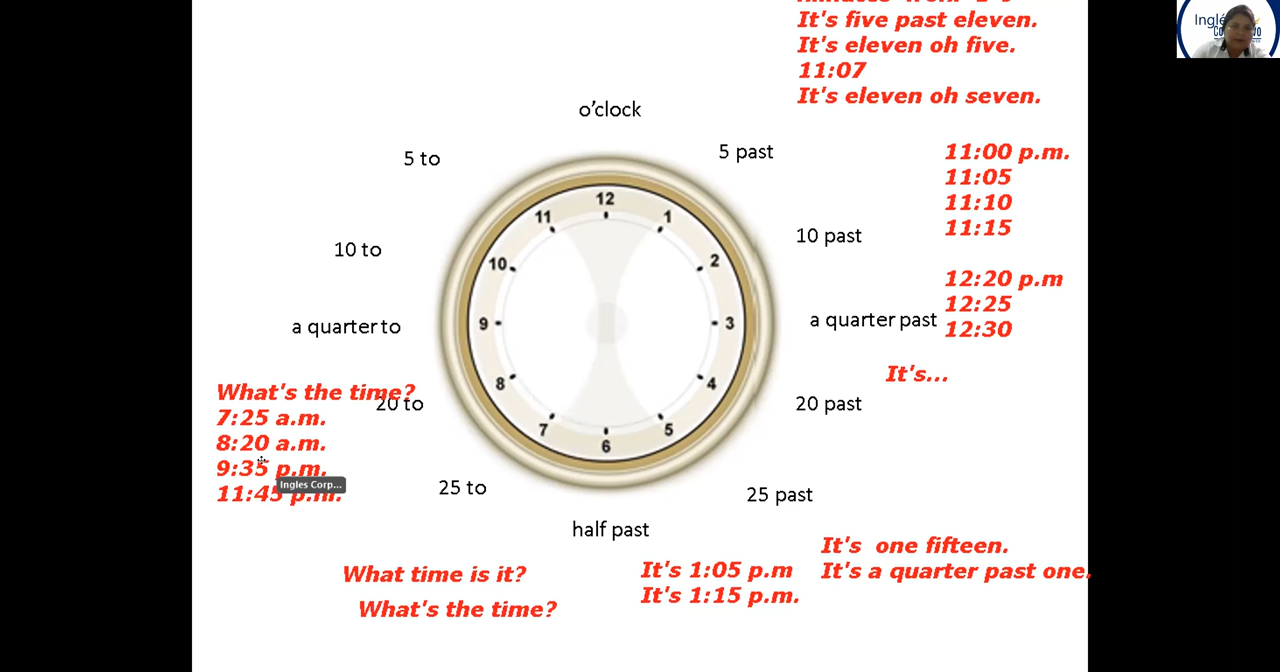 It's five past eleven.
It's eleven oh five.
11:07
It's eleven oh seven.
o'clock
5 to
5 past
11:00 p.m.
11:05
11:10
11:15
10 to
10 past
12:20 p.m
12:25
12:30
a quarter to
a quarter past
12
1
2
3
4
5
6
7
8
9
10
11
It's...
What's the time?
7:25 a.m.
8:20 a.m.
9:35 p.m.
11:45 p.m.
Ingles Corp...
20 to
20 past
25 to
25 past
half past
What time is it?
What's the time?
It's 1:05 p.m
It's 1:15 p.m.
It's  one fifteen.
It's a quarter past one.